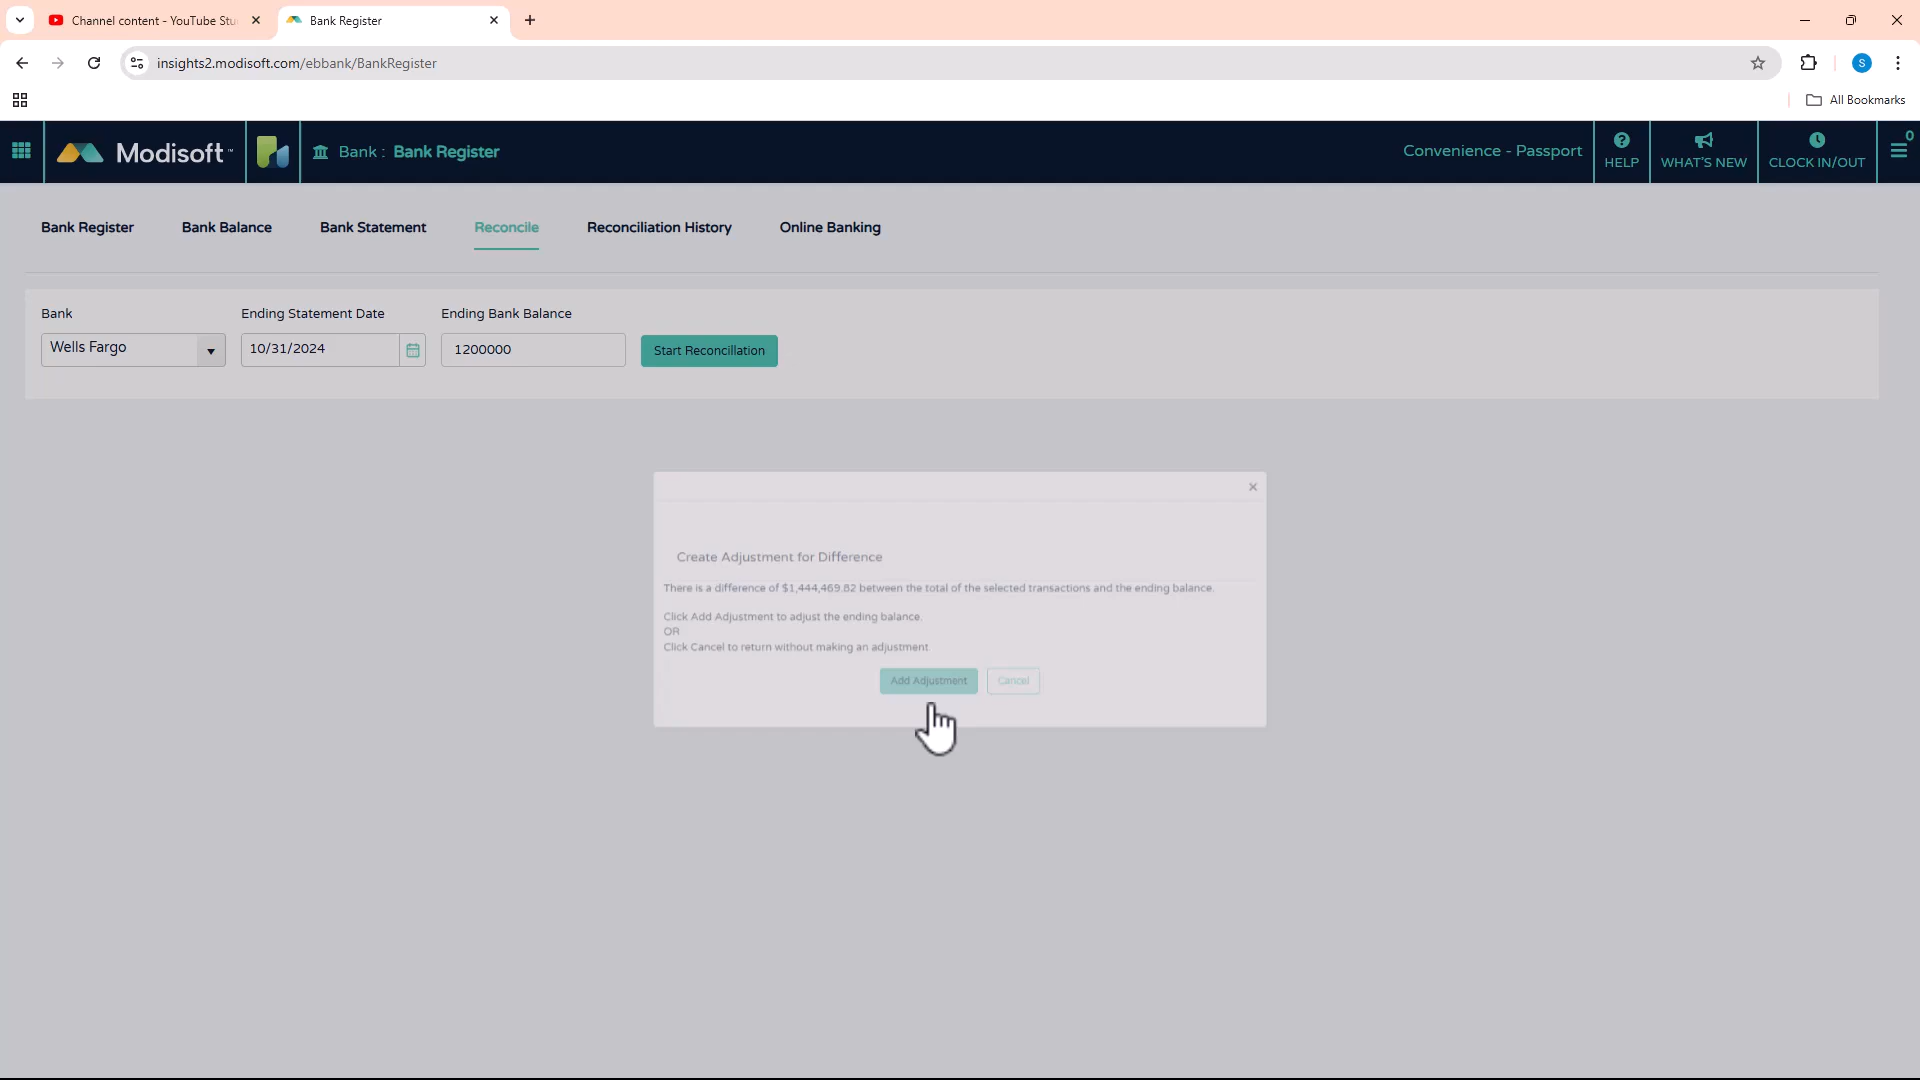 Channel content - YouTube Stu
Bank Register
insights2.modisoft.com/ebbank/BankRegister
S
All Bookmarks
Modisoft™
Bank : Bank Register
Convenience - Passport
HELP
WHAT'S NEW
CLOCK IN/OUT
0
Bank Register
Bank Balance
Bank Statement
Reconcile
Reconciliation History
Online Banking
Bank
Ending Statement Date
Ending Bank Balance
Wells Fargo
10/31/2024
1200000
Start Reconcillation
Create Adjustment for Difference
There is a difference of $1,444,469.82 between the total of the selected transactions and the ending balance.
Click Add Adjustment to adjust the ending balance.
OR
Click Cancel to return without making an adjustment
Add Adjustment
Cancel